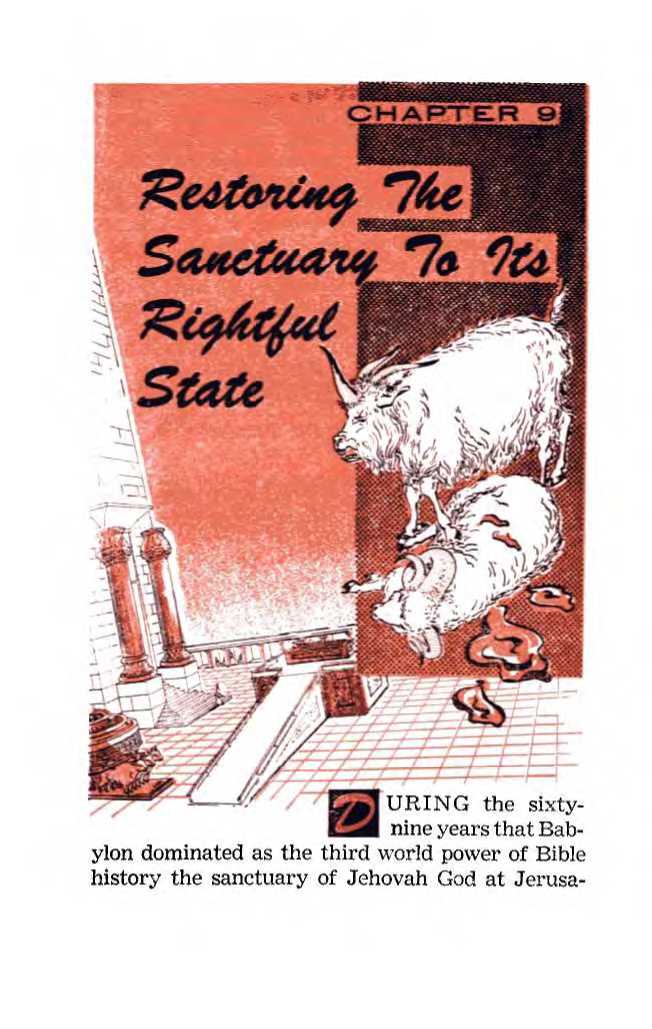 CHAPTER 9
Restoring The
Sanctuary To Its
Rightful
State
DURING the sixty-
nine years that Bab-
ylon dominated as the third world power of Bible
history the sanctuary of Jehovah God at Jerusa-